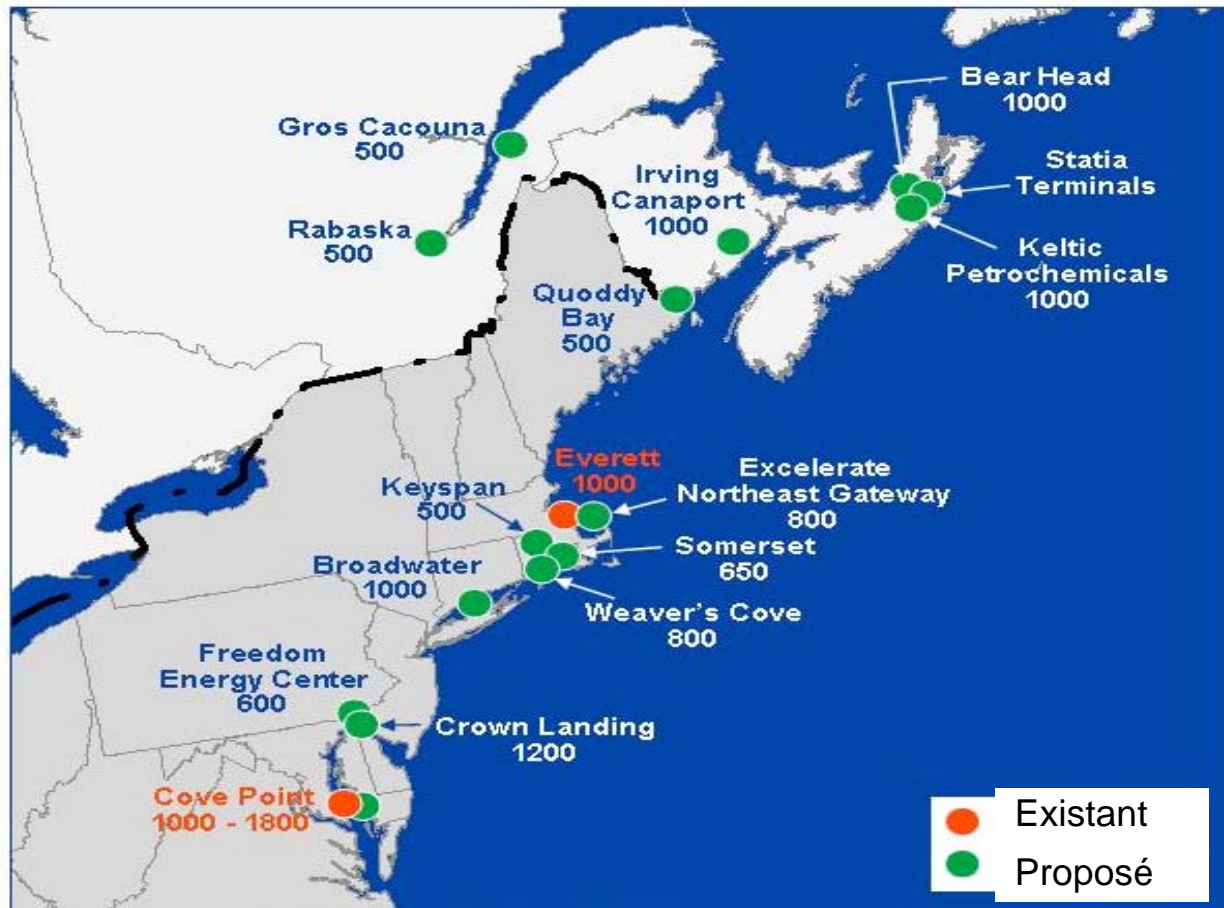 Bear Head
1000
Gros Cacouna
500
Statia
Terminals
Irving
Canaport
1000
Rabaska
500
Keltic
Petrochemicals
1000
Quoddy
Bay
500
Everett
1000
Excelerate
Northeast Gateway
800
Keyspan
500
Somerset
650
Broadwater
1000
Weaver's Cove
800
Freedom
Energy Center
600
Crown Landing
1200
Cove Point
1000 - 1800
Existant
Proposé